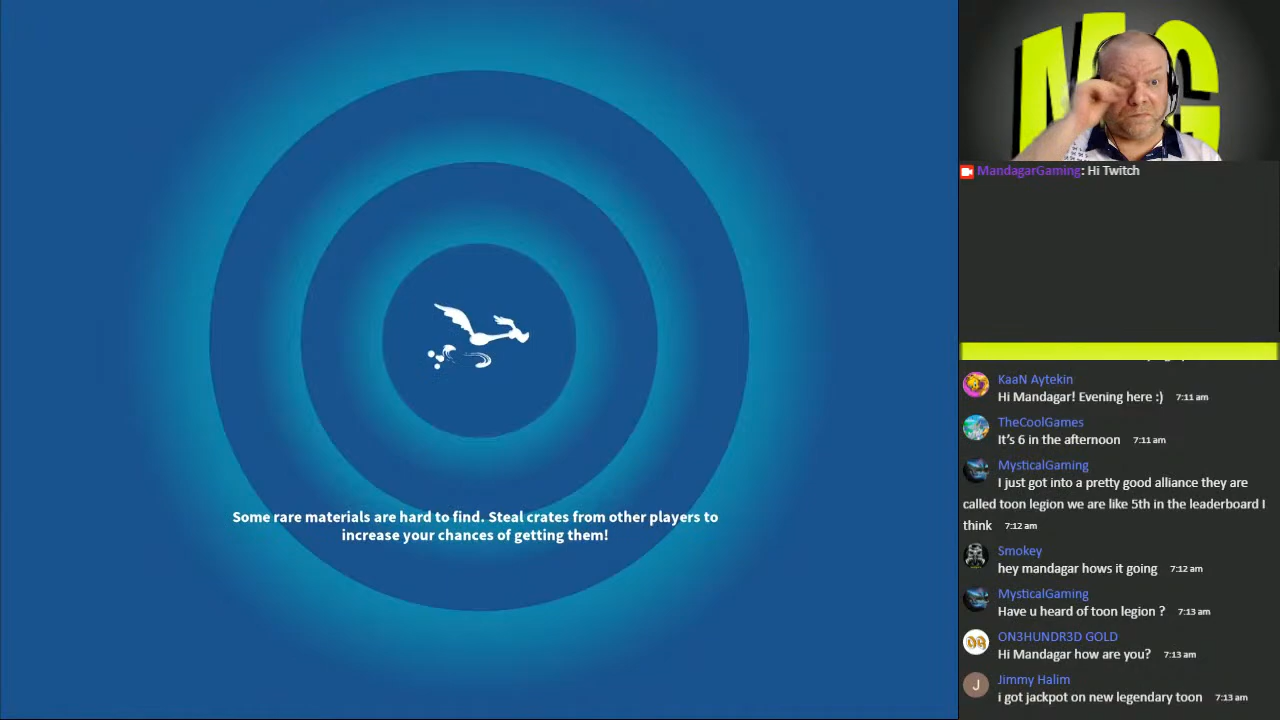 MG
MandagarGaming: Hi Twitch
KaaN Aytekin
Hi Mandagar! Evening here :) 7:11 am
TheCoolGames
It's 6 in the afternoon 7:11 am
MysticalGaming
I just got into a pretty good alliance they are
called toon legion we are like 5th in the leaderboard I
think 7:12 am
Smokey
hey mandagar hows it going 7:12 am
MysticalGaming
Have u heard of toon legion ? 7:13 am
ON3HUNDR3D GOLD
Hi Mandagar how are you? 7:13 am
J
Jimmy Halim
i got jackpot on new legendary toon 7:13 am
Some rare materials are hard to find. Steal crates from other players to
increase your chances of getting them!